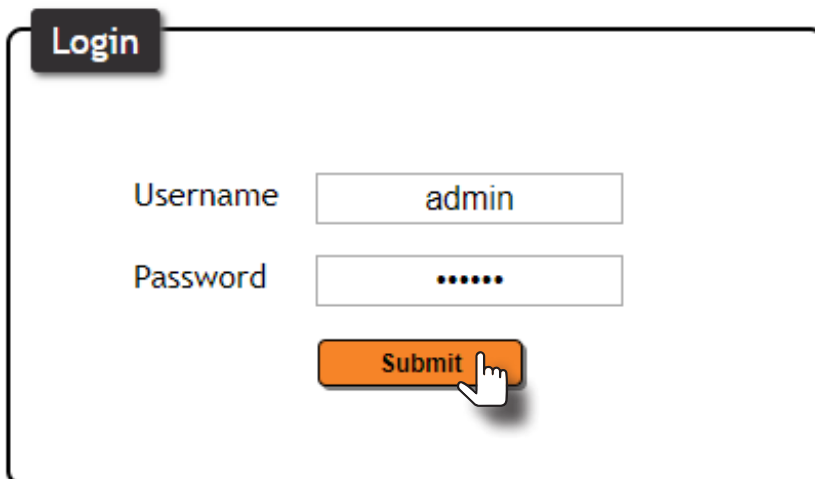 Login
Username admin
Password ••••••
Submit